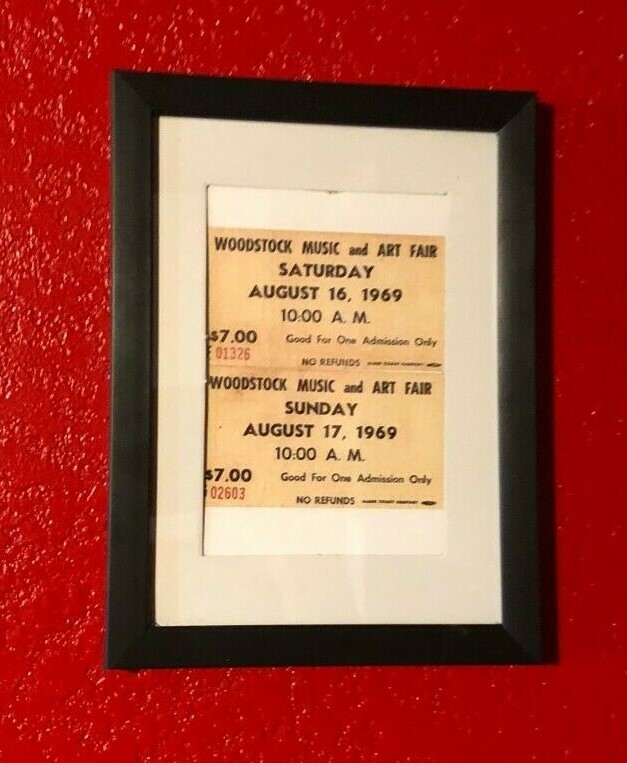 WOODSTOCK MUSIC and ART FAIR
SATURDAY
AUGUST 16, 1969
10:00 A. M.
$7.00 Good For One Admission Only
01326
NO REFUNDS
WOODSTOCK MUSIC and ART FAIR
SUNDAY
AUGUST 17, 1969
10:00 A. M.
$7.00 Good For One Admission Only
02603
NO REFUNDS